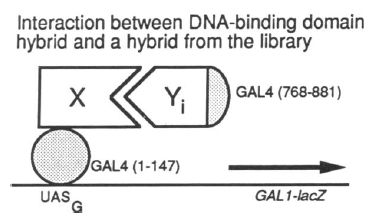 Interaction between DNA-binding domain
hybrid and a hybrid from the library
X
Yi
GAL4 (768-881)
GAL4 (1-147)
UASG
GAL1-lacZ